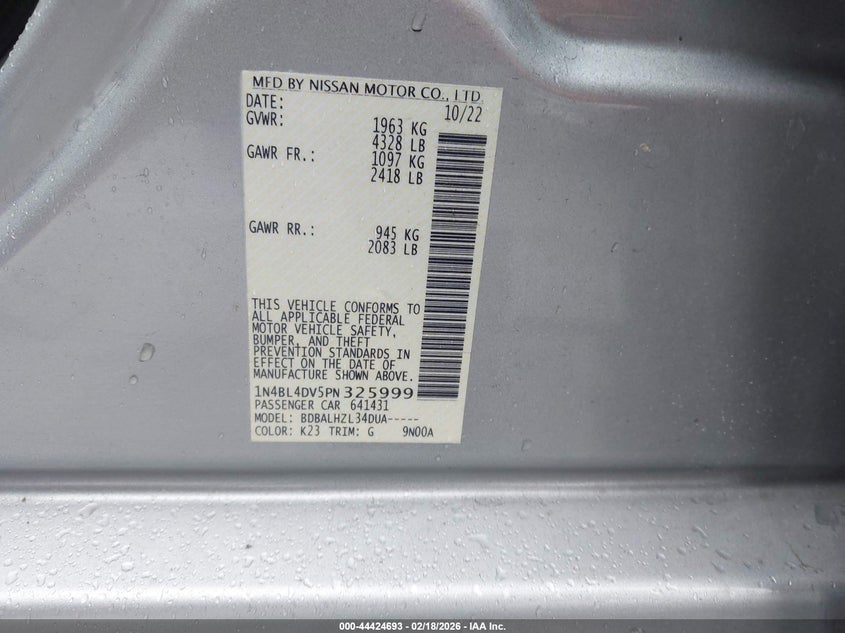 MFD BY NISSAN MOTOR CO., LTD.
DATE: 10/22
GVWR: 1963 KG
4328 LB
GAWR FR.: 1097 KG
2418 LB
GAWR RR.: 945 KG
2083 LB
THIS VEHICLE CONFORMS TO
ALL APPLICABLE FEDERAL
MOTOR VEHICLE SAFETY,
BUMPER, AND THEFT
PREVENTION STANDARDS IN
EFFECT ON THE DATE OF
MANUFACTURE SHOWN ABOVE.
1N4BL4DV5PN325999
PASSENGER CAR 641431
MODEL: BDBALHZL34DUA-----
COLOR: K23 TRIM: G 9N00A
000-44424693 - 02/18/2026 - IAA Inc.